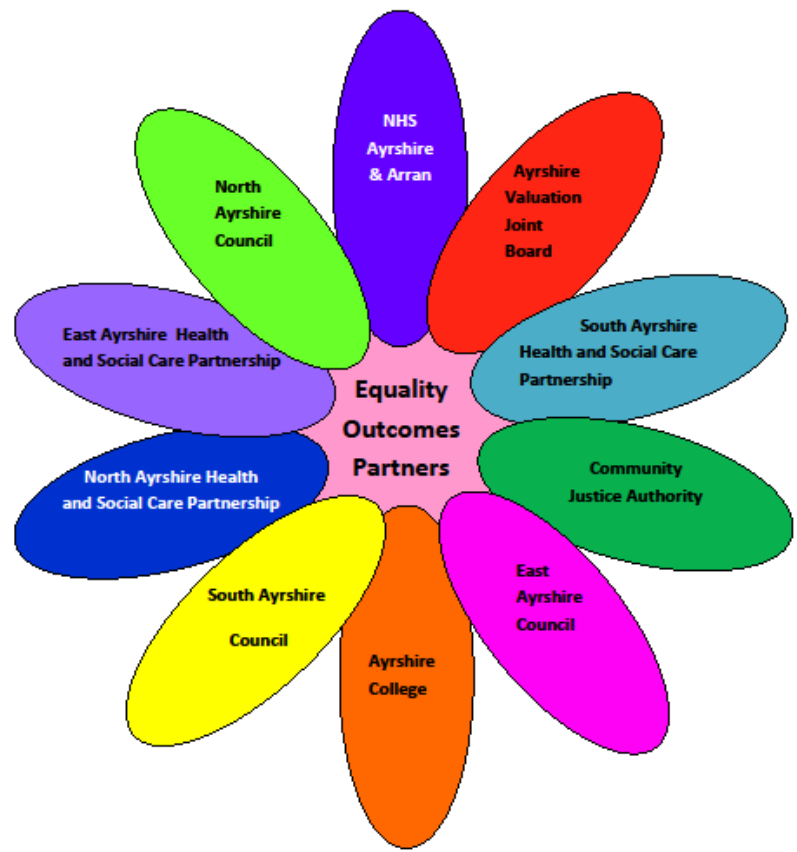 NHS
Ayrshire
& Arran
Ayrshire
Valuation
Joint
Board
South Ayrshire
Health and Social Care
Partnership
Community
Justice Authority
East
Ayrshire
Council
Ayrshire
College
South Ayrshire
Council
North Ayrshire Health
and Social Care Partnership
East Ayrshire Health
and Social Care Partnership
North
Ayrshire
Council
Equality
Outcomes
Partners